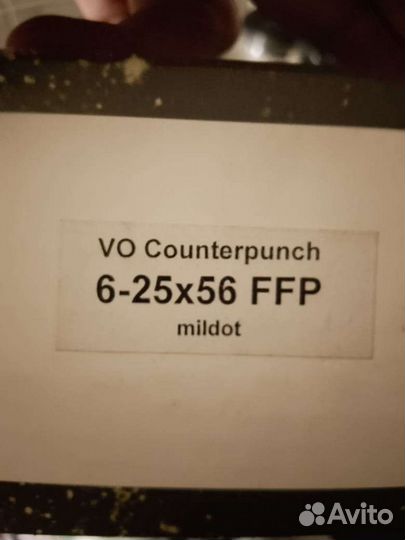 VO Counterpunch
6-25x56 FFP
mildot
Avito